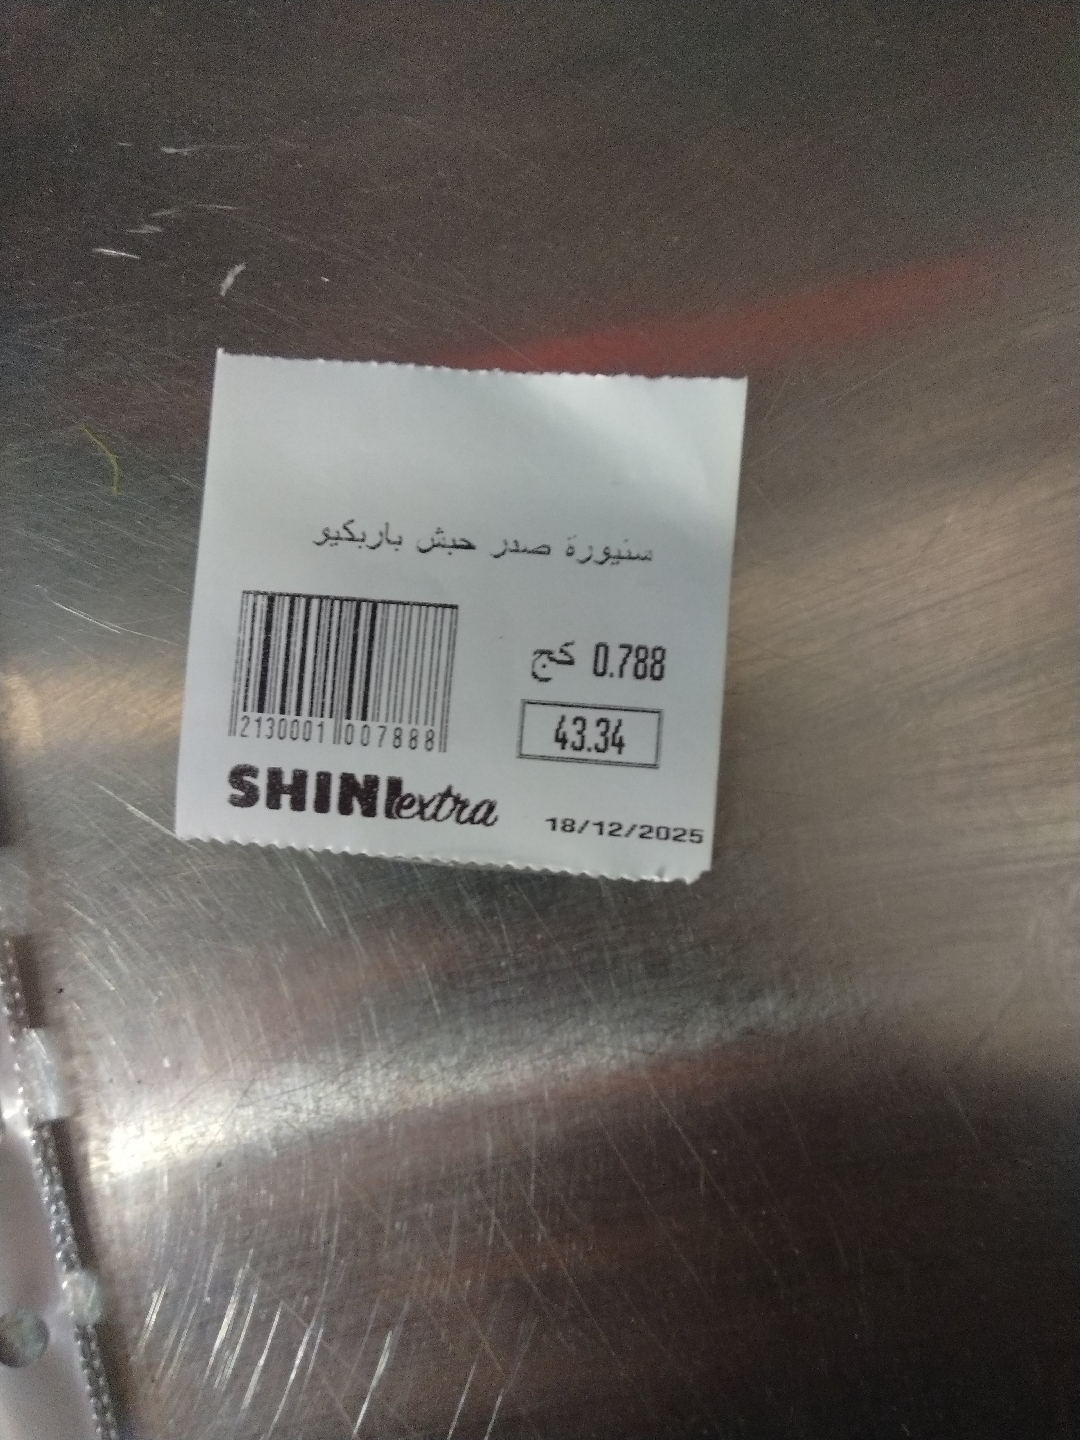 سنيورة صدر حبش باربكيو
0.788 كج
43.34
2130001 007888
SHINI extra
18/12/2025